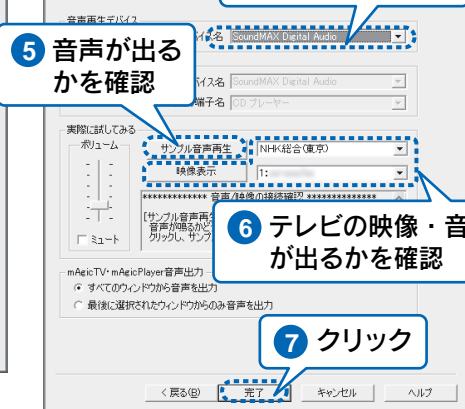 音声再生デバイス
SoundMAX Digital Audio
5 音声が出る
かを確認
イス名 SoundMAX Digital Audio
端子名 CD プレーヤー
実際に試してみる
ボリューム
サンプル音声再生
NHK総合(東京)
映像表示
1:
************* 音声/映像の接続確認 *************
[サンプル音声再
音声が鳴るかど
クリックし、サンプ
ミュート
6 テレビの映像・音
が出るかを確認
mAgicTV・mAgicPlayer音声出力
すべてのウィンドウから音声を出力
最後に選択されたウィンドウからのみ音声を出力
7 クリック
< 戻る(B)
完了
キャンセル
ヘルプ